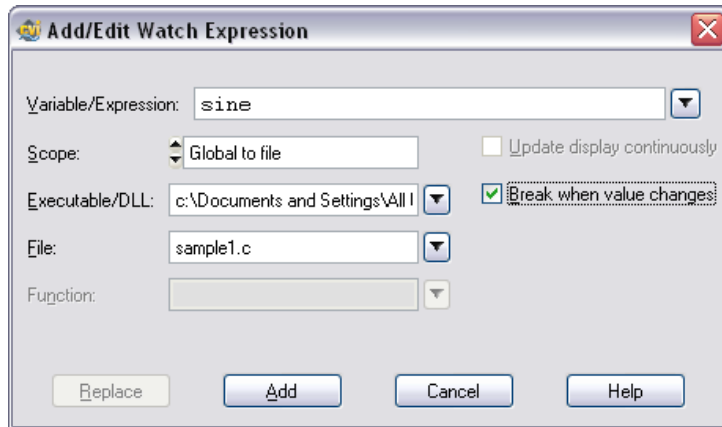 Add/Edit Watch Expression
Variable/Expression: sine
Scope: Global to file
Update display continuously
Executable/DLL: c:\Documents and Settings\All
Break when value changes
File: sample1.c
Function:
Replace Add Cancel Help